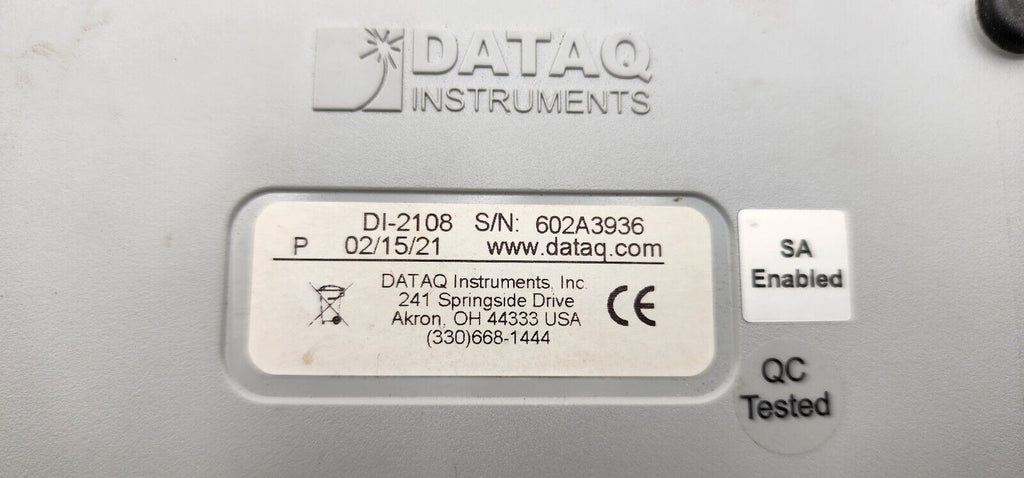 DATAQ
INSTRUMENTS
DI-2108 S/N: 602A3936
P 02/15/21 www.dataq.com
DATAQ Instruments, Inc.
241 Springside Drive
Akron, OH 44333 USA
(330)668-1444
CE
SA
Enabled
QC
Tested